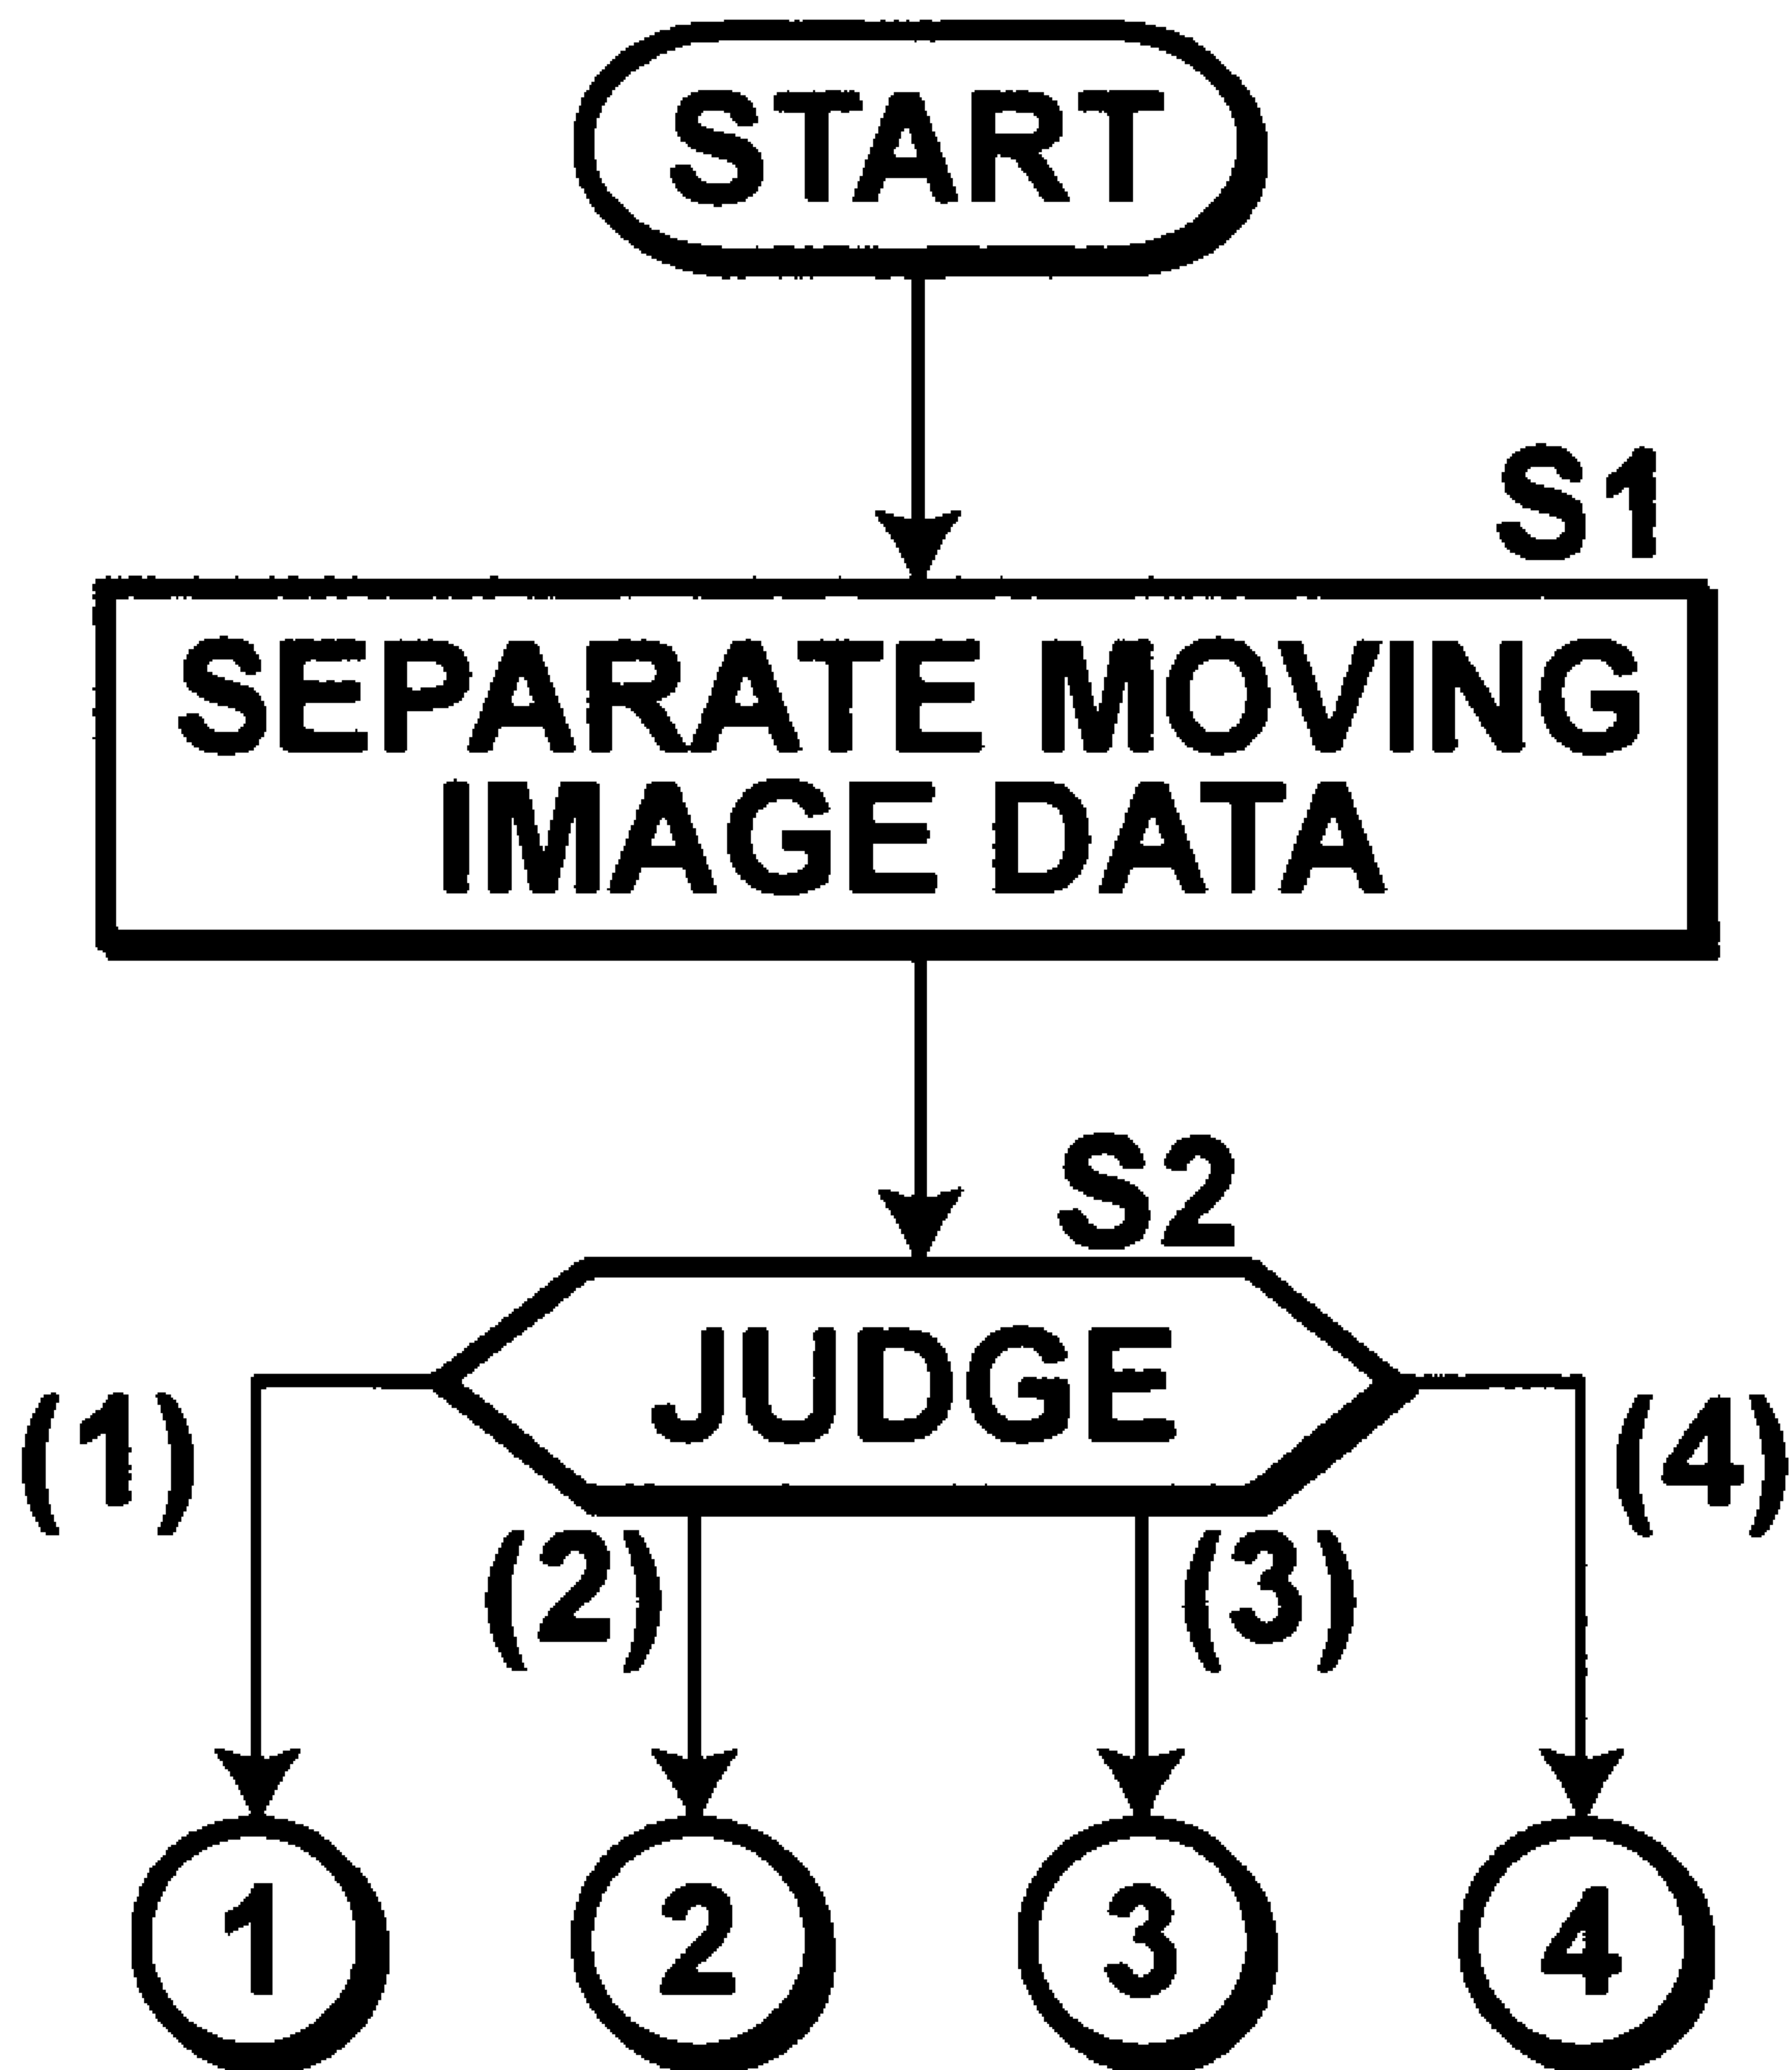 START
S1
SEPARATE MOVING
IMAGE DATA
S2
JUDGE
(1)
(4)
(2)
(3)
1
2
3
4